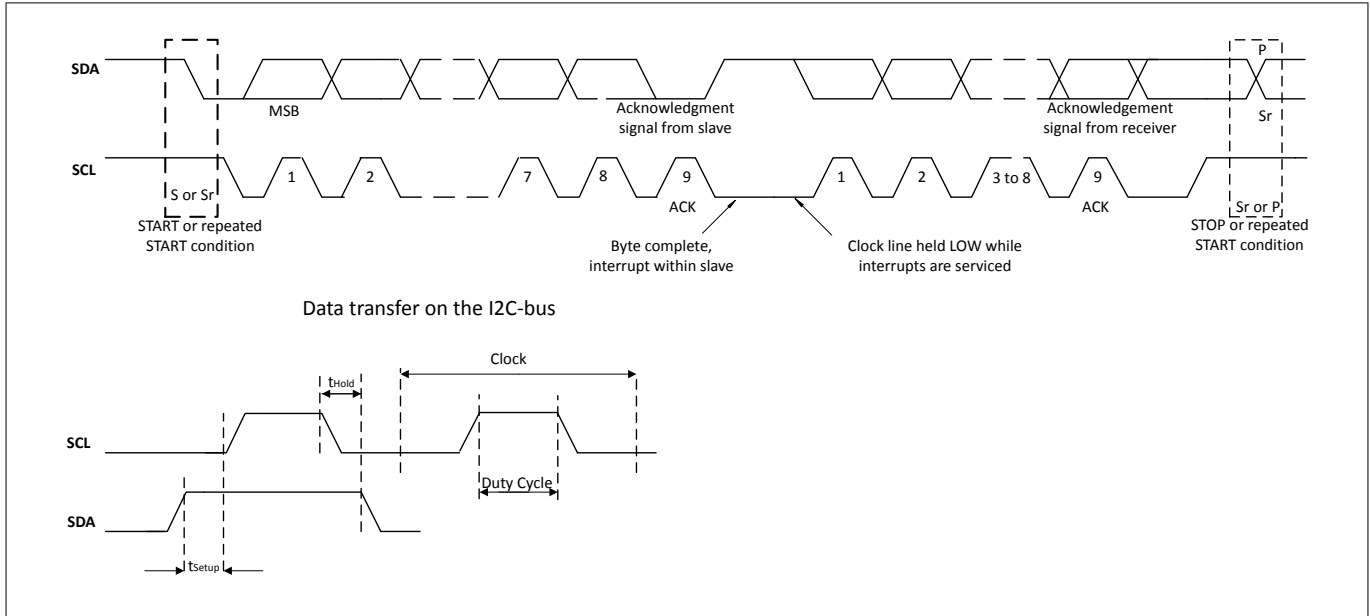 P
SDA
MSB
Acknowledgment
signal from slave
Acknowledgement
signal from receiver
Sr
SCL
S or Sr
1
2
7
8
9
1
2
3 to 8
9
ACK
ACK
Sr or P
START or repeated
START condition
STOP or repeated
START condition
Byte complete,
interrupt within slave
Clock line held LOW while
interrupts are serviced
Data transfer on the I2C-bus
Clock
tHold
SCL
Duty Cycle
SDA
tSetup